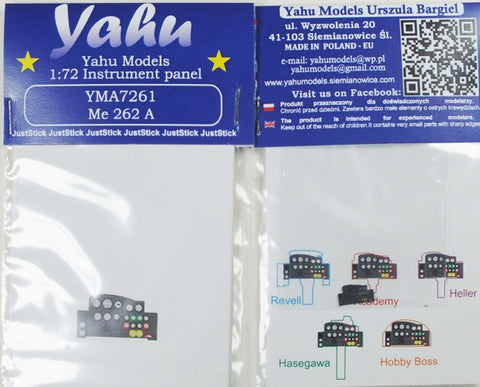 Yahu
Yahu Models
1:72 Instrument panel
YMA7261
Me 262 A
JustStick JustStick JustStick JustStick JustStick JustStick
Yahu Models Urszula Bargiel
ul. Wyzwolenia 20
41-103 Siemianowice Śl.
MADE IN POLAND - EU
e-mail: yahumodels@wp.pl
yahumodels@gmail.com
www.yahumodels.siemianowice.com
Visit us on Facebook:
Produkt przeznaczony dla doświadczonych modelarzy.
Chronić przed dziećmi. Zawiera bardzo małe elementy o ostrych krawędziach.
The product is intended for experienced modelers.
Keep out of the reach of children.It contains very small parts with sharp edges
Revell
ademy
Heller
Hasegawa
Hobby Boss